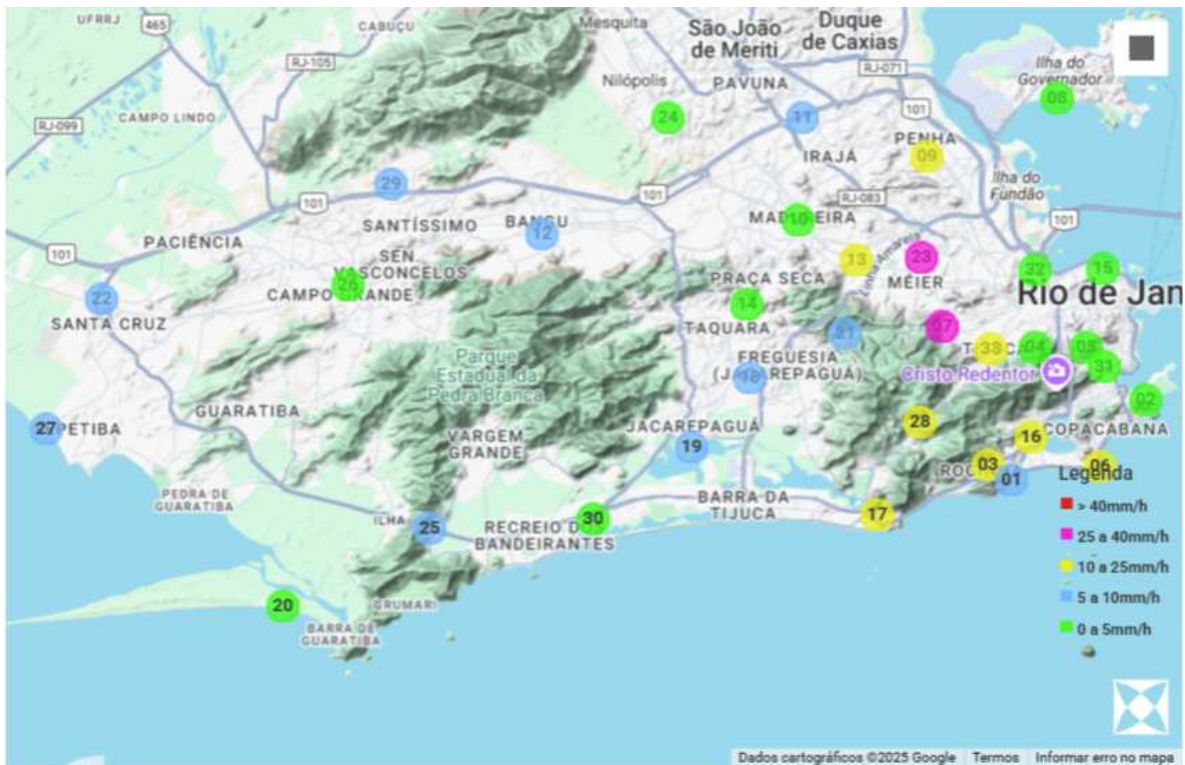 UFRRJ
465
CABUÇU
Mesquita
São João
de Meriti
Duque
de Caxias
RJ-105
Nilópolis
PAVUNA
RJ-071
Ilha do
Governador
08
RJ-099
CAMPO LINDO
24
11
101
PENHA
09
IRAJÁ
29
101
101
RJ-083
Ilha do
Fundão
SANTÍSSIMO
BANGU
12
10
101
PACIÊNCIA
101
SEN
VASCONCELOS
26
CAMPO GRANDE
13
23
MÉIER
32
15
PRAÇA SECA
14
22
SANTA CRUZ
Rio de Jan
TAQUARA
21
07
33
04
05
31
Parque
Estadual da
Pedra Branca
FREGUESIA
(JACAREPAGUÁ)
18
Cristo Redentor
02
GUARATIBA
27
28
16
COPACABANA
JACAREPAGUÁ
19
VARGEM
GRANDE
03
01
06
PEDRA DE
GUARATIBA
BARRA DA
TIJUCA
17
ILHA
25
RECREIO DOS
BANDEIRANTES
30
20
GRUMARI
BARRA DE
GUARATIBA
Legenda
> 40mm/h
25 a 40mm/h
10 a 25mm/h
5 a 10mm/h
0 a 5mm/h
Dados cartográficos ©2025 Google
Termos
Informar erro no mapa